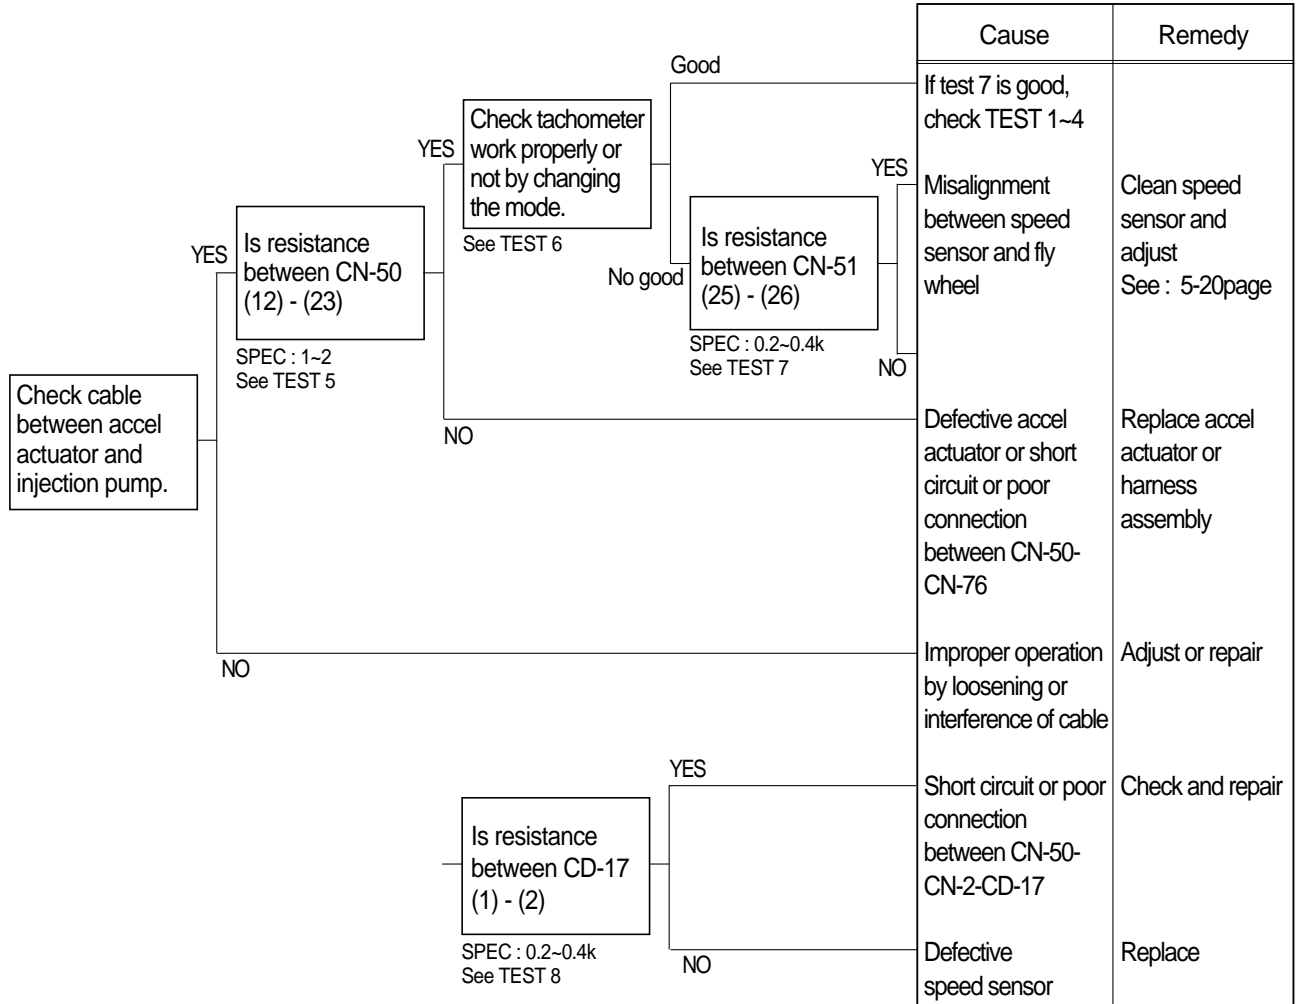 Cause
Remedy
Good
If test 7 is good,
check TEST 1~4
Check tachometer
work properly or
not by changing
the mode.
See TEST 6
YES
YES
Misalignment
between speed
sensor and fly
wheel
Clean speed
sensor and
adjust
See : 5-20page
Is resistance
between CN-51
(25) - (26)
No good
SPEC : 0.2~0.4k
See TEST 7
NO
YES
Is resistance
between CN-50
(12) - (23)
SPEC : 1~2
See TEST 5
Check cable
between accel
actuator and
injection pump.
NO
Defective accel
actuator or short
circuit or poor
connection
between CN-50-
CN-76
Replace accel
actuator or
harness
assembly
NO
Improper operation
by loosening or
interference of cable
Adjust or repair
YES
Short circuit or poor
connection
between CN-50-
CN-2-CD-17
Check and repair
Is resistance
between CD-17
(1) - (2)
SPEC : 0.2~0.4k
See TEST 8
NO
Defective
speed sensor
Replace